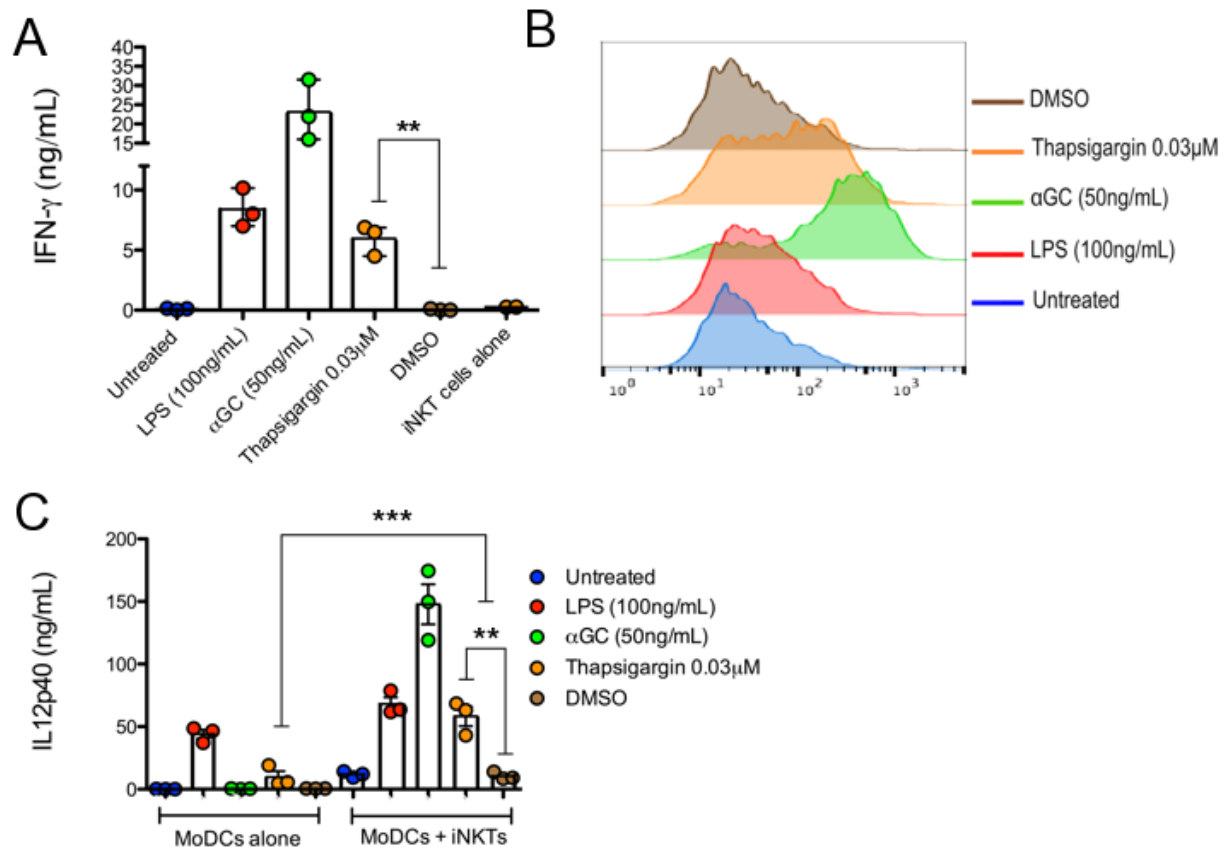 A
IFN-γ (ng/mL)
40
35
30
25
20
15
10
5
0
**
Untreated
LPS (100ng/mL)
αGC (50ng/mL)
Thapsigargin 0.03μM
DMSO
iNKT cells alone
B
DMSO
Thapsigargin 0.03μM
αGC (50ng/mL)
LPS (100ng/mL)
Untreated
10⁰ 10¹ 10² 10³
C
IL12p40 (ng/mL)
200
150
100
50
0
***
**
Untreated
LPS (100ng/mL)
αGC (50ng/mL)
Thapsigargin 0.03μM
DMSO
MoDCs alone
MoDCs + iNKTs